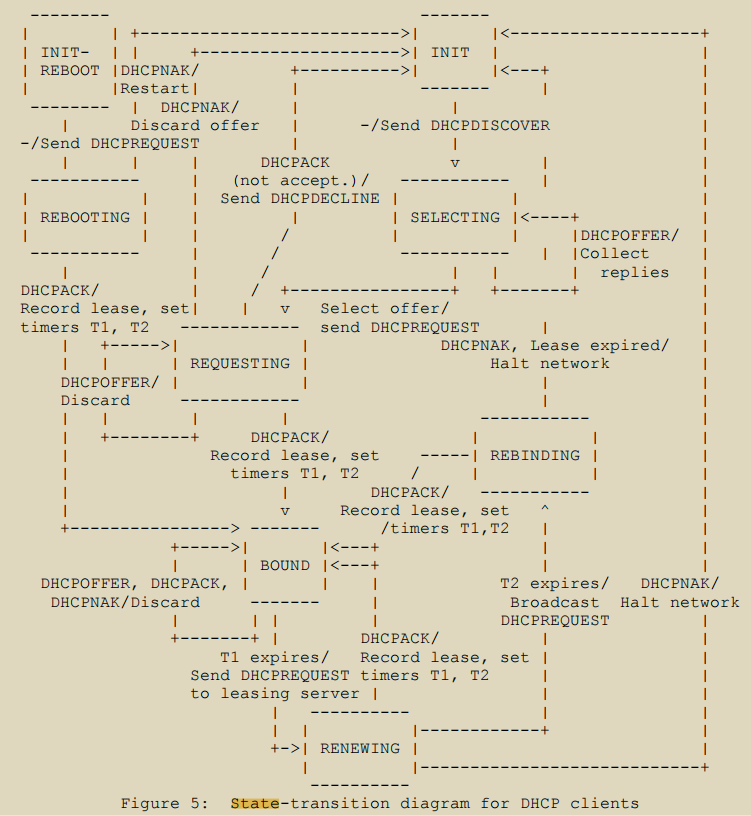 INIT-
INIT
REBOOT
DHCPNAK/
Restart
DHCPNAK/
Discard offer
-/Send DHCPDISCOVER
-/Send DHCPREQUEST
DHCPACK
v
(not accept.)/
Send DHCPDECLINE
REBOOTING
SELECTING
DHCPOFFER/
Collect
replies
DHCPACK/
Record lease, set
v
Select offer/
timers T1, T2
send DHCPREQUEST
DHCPNAK, Lease expired/
REQUESTING
Halt network
DHCPOFFER/
Discard
DHCPACK/
Record lease, set
REBINDING
timers T1, T2
DHCPACK/
v
Record lease, set
^
/timers T1,T2
BOUND
DHCPOFFER, DHCPACK,
T2 expires/
DHCPNAK/
DHCPNAK/Discard
Broadcast
Halt network
DHCPREQUEST
DHCPACK/
T1 expires/
Record lease, set
Send DHCPREQUEST
timers T1, T2
to leasing server
RENEWING
Figure 5: State-transition diagram for DHCP clients